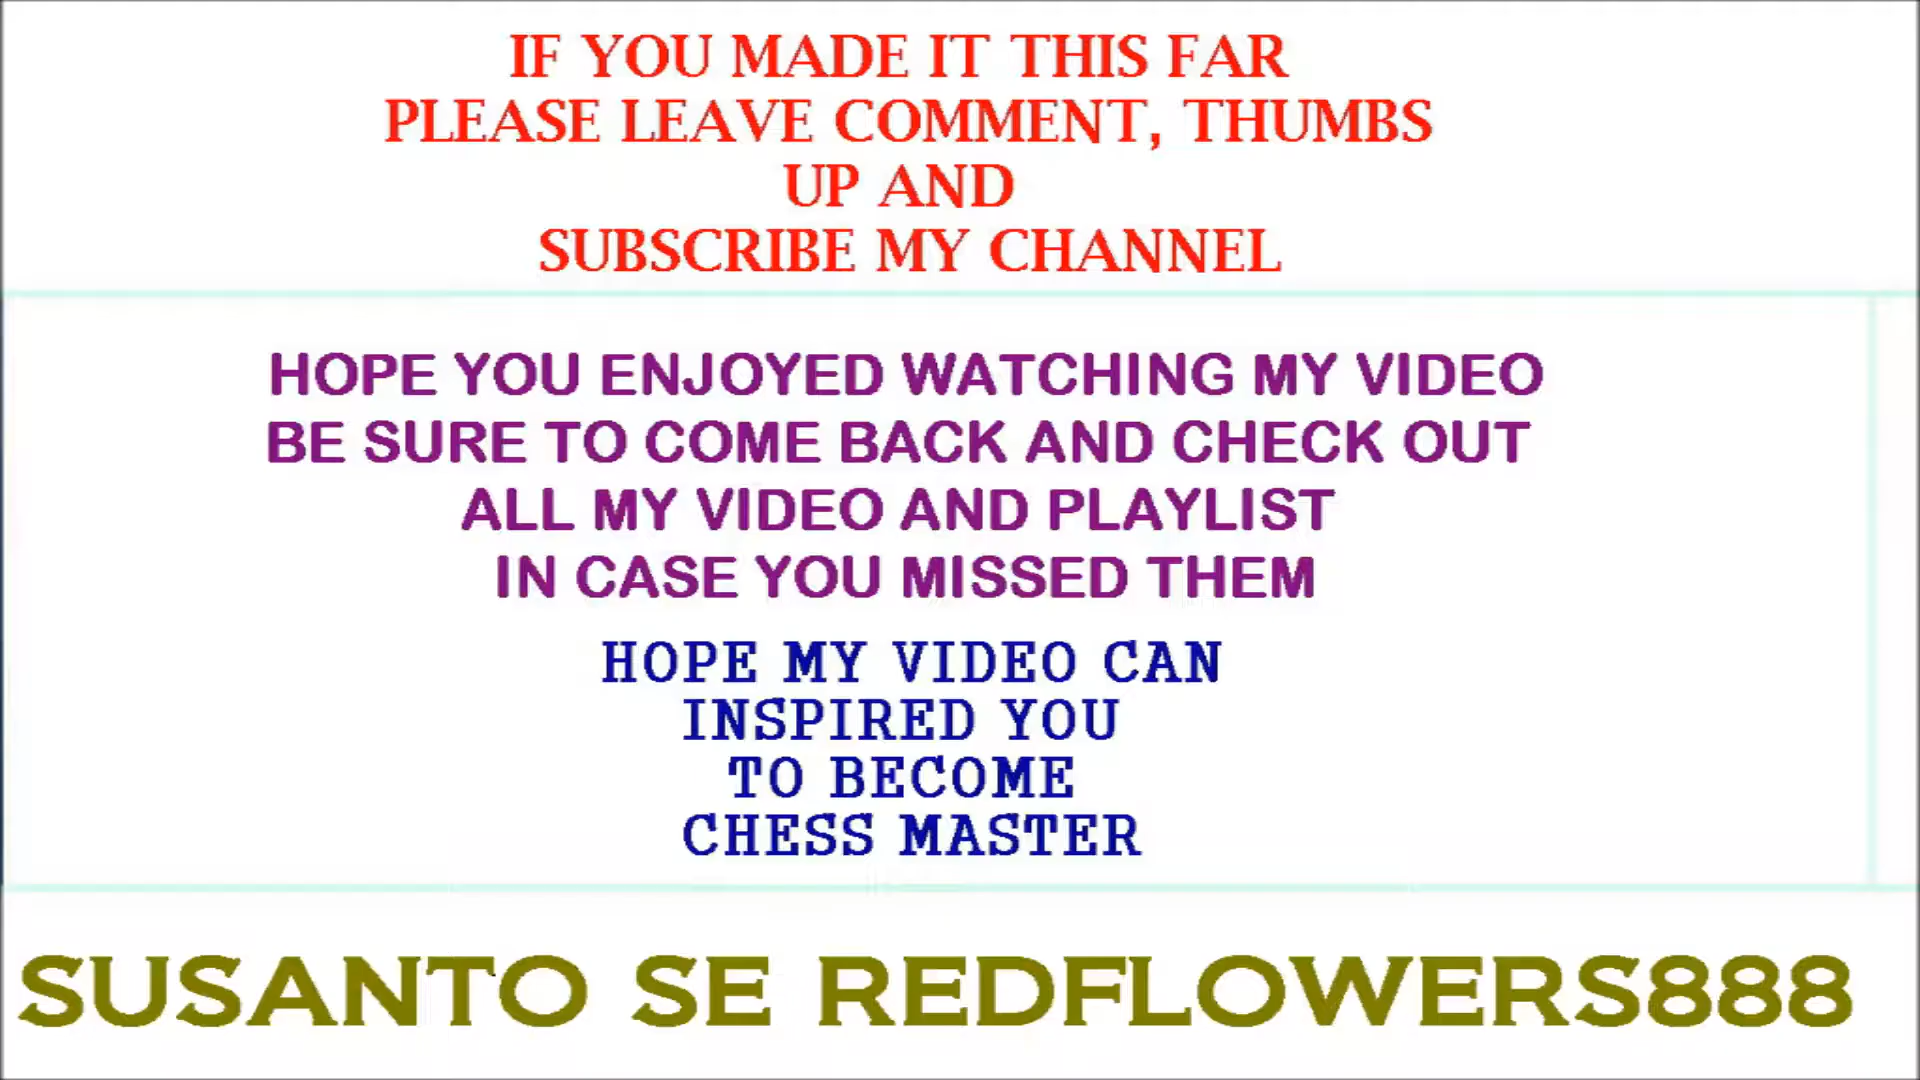 IF YOU MADE IT THIS FAR
PLEASE LEAVE COMMENT, THUMBS
UP AND
SUBSCRIBE MY CHANNEL
HOPE YOU ENJOYED WATCHING MY VIDEO
BE SURE TO COME BACK AND CHECK OUT
ALL MY VIDEO AND PLAYLIST
IN CASE YOU MISSED THEM
HOPE MY VIDEO CAN
INSPIRED YOU
TO BECOME
CHESS MASTER
SUSANTO SE REDFLOWERS888